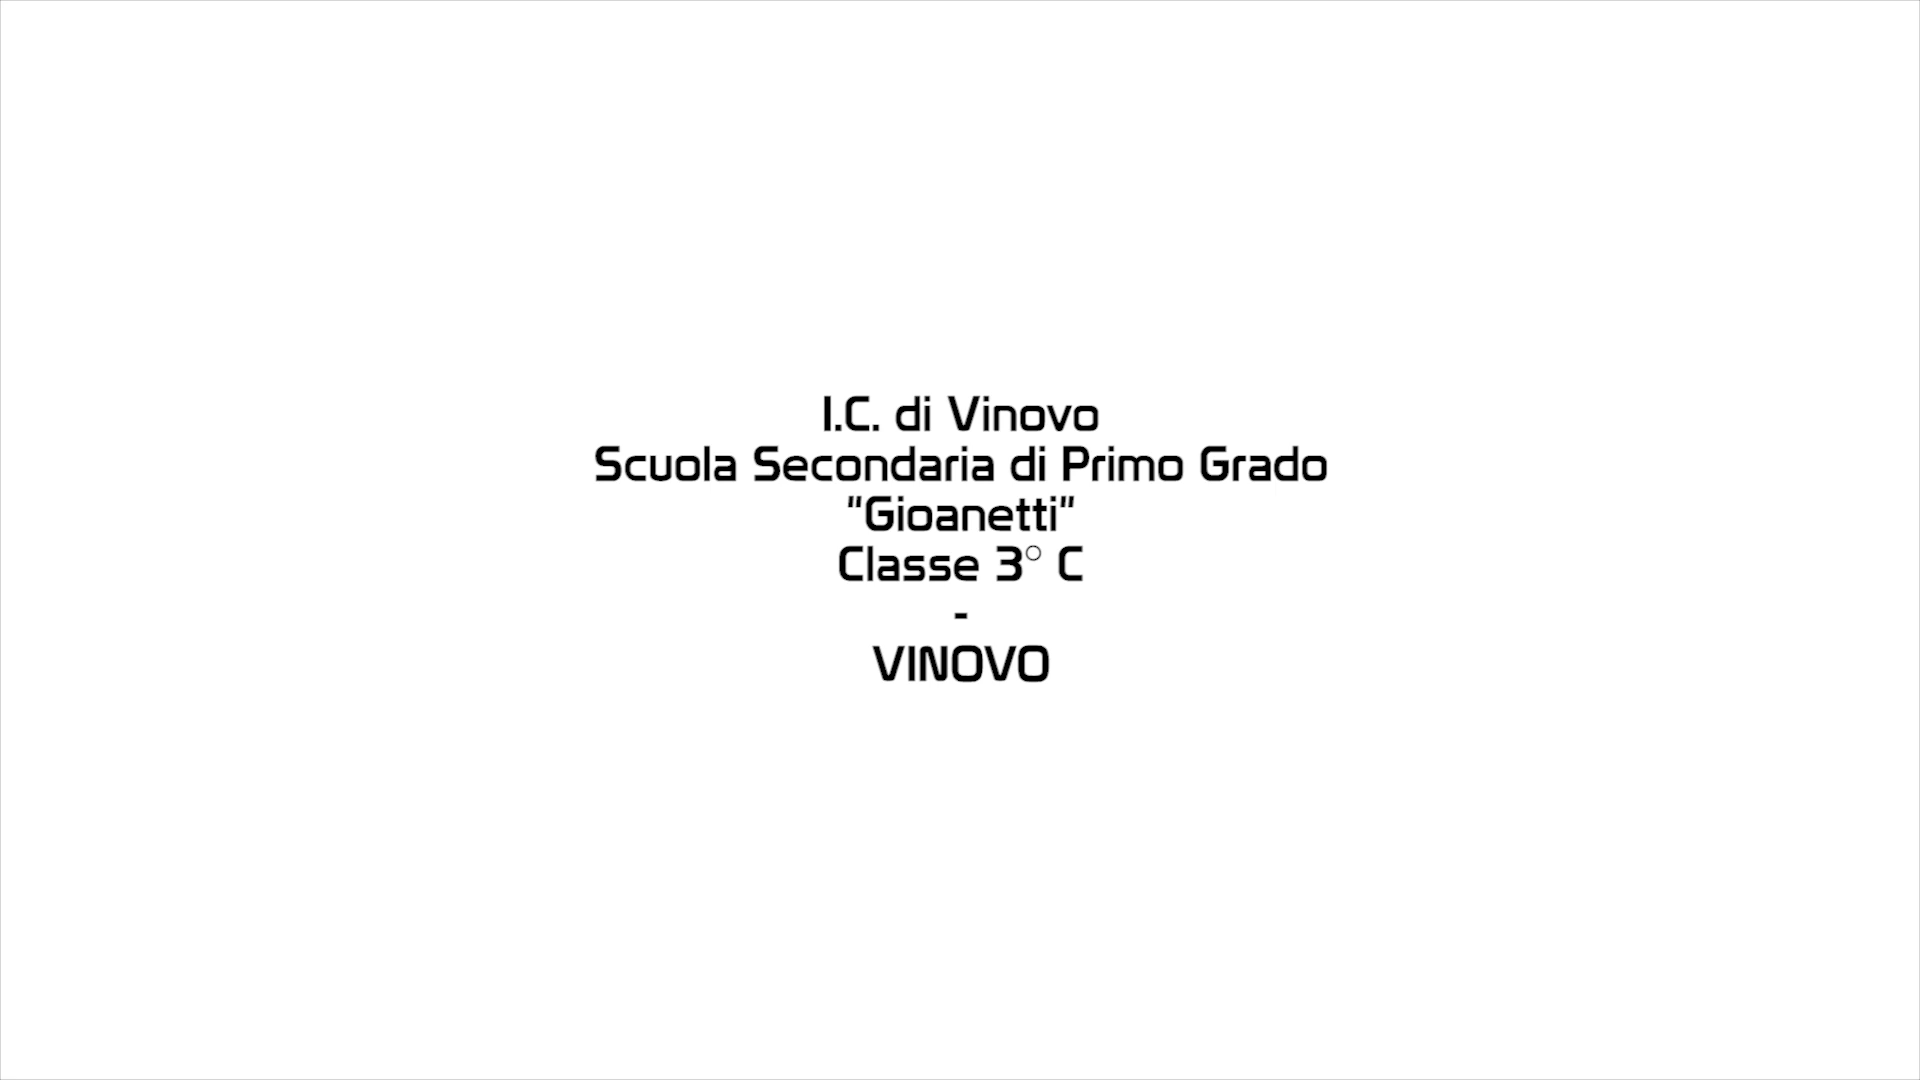 I.C. di Vinovo
Scuola Secondaria di Primo Grado
"Gioanetti"
Classe 3° C
-
VINOVO